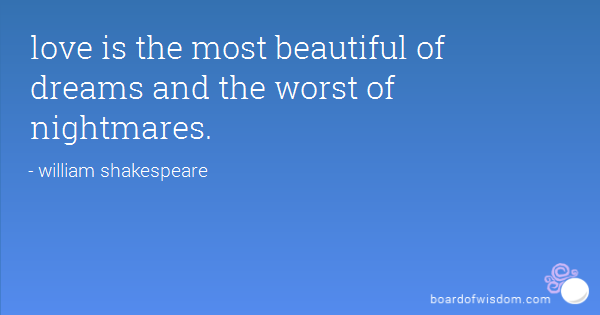 love is the most beautiful of
dreams and the worst of
nightmares.
- william shakespeare
boardofwisdom.com